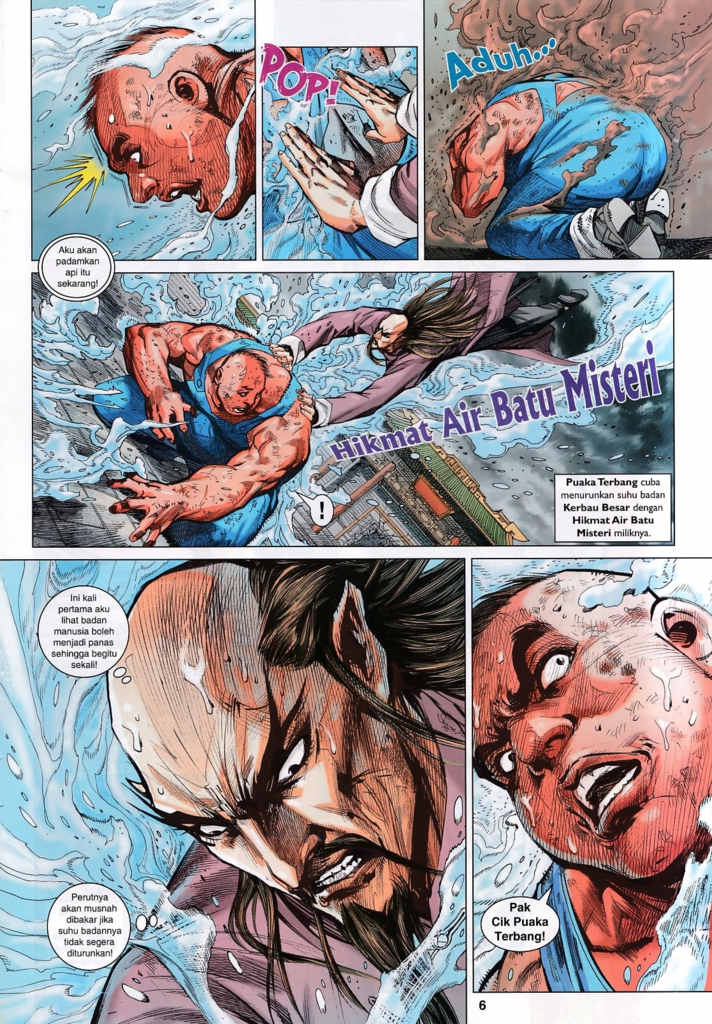 POP!
Aduh...
Aku akan
padamkan
api itu
sekarang!
Hikmat Air Batu Misteri
!
Puaka Terbang cuba
menurunkan suhu badan
Kerbau Besar dengan
Hikmat Air Batu
Misteri miliknya.
Ini kali
pertama aku
lihat badan
manusia boleh
menjadi panas
sehingga begitu
sekali!
Perutnya
akan musnah
dibakar jika
suhu badannya
tidak segera
diturunkan!
Pak
Cik Puaka
Terbang!
6